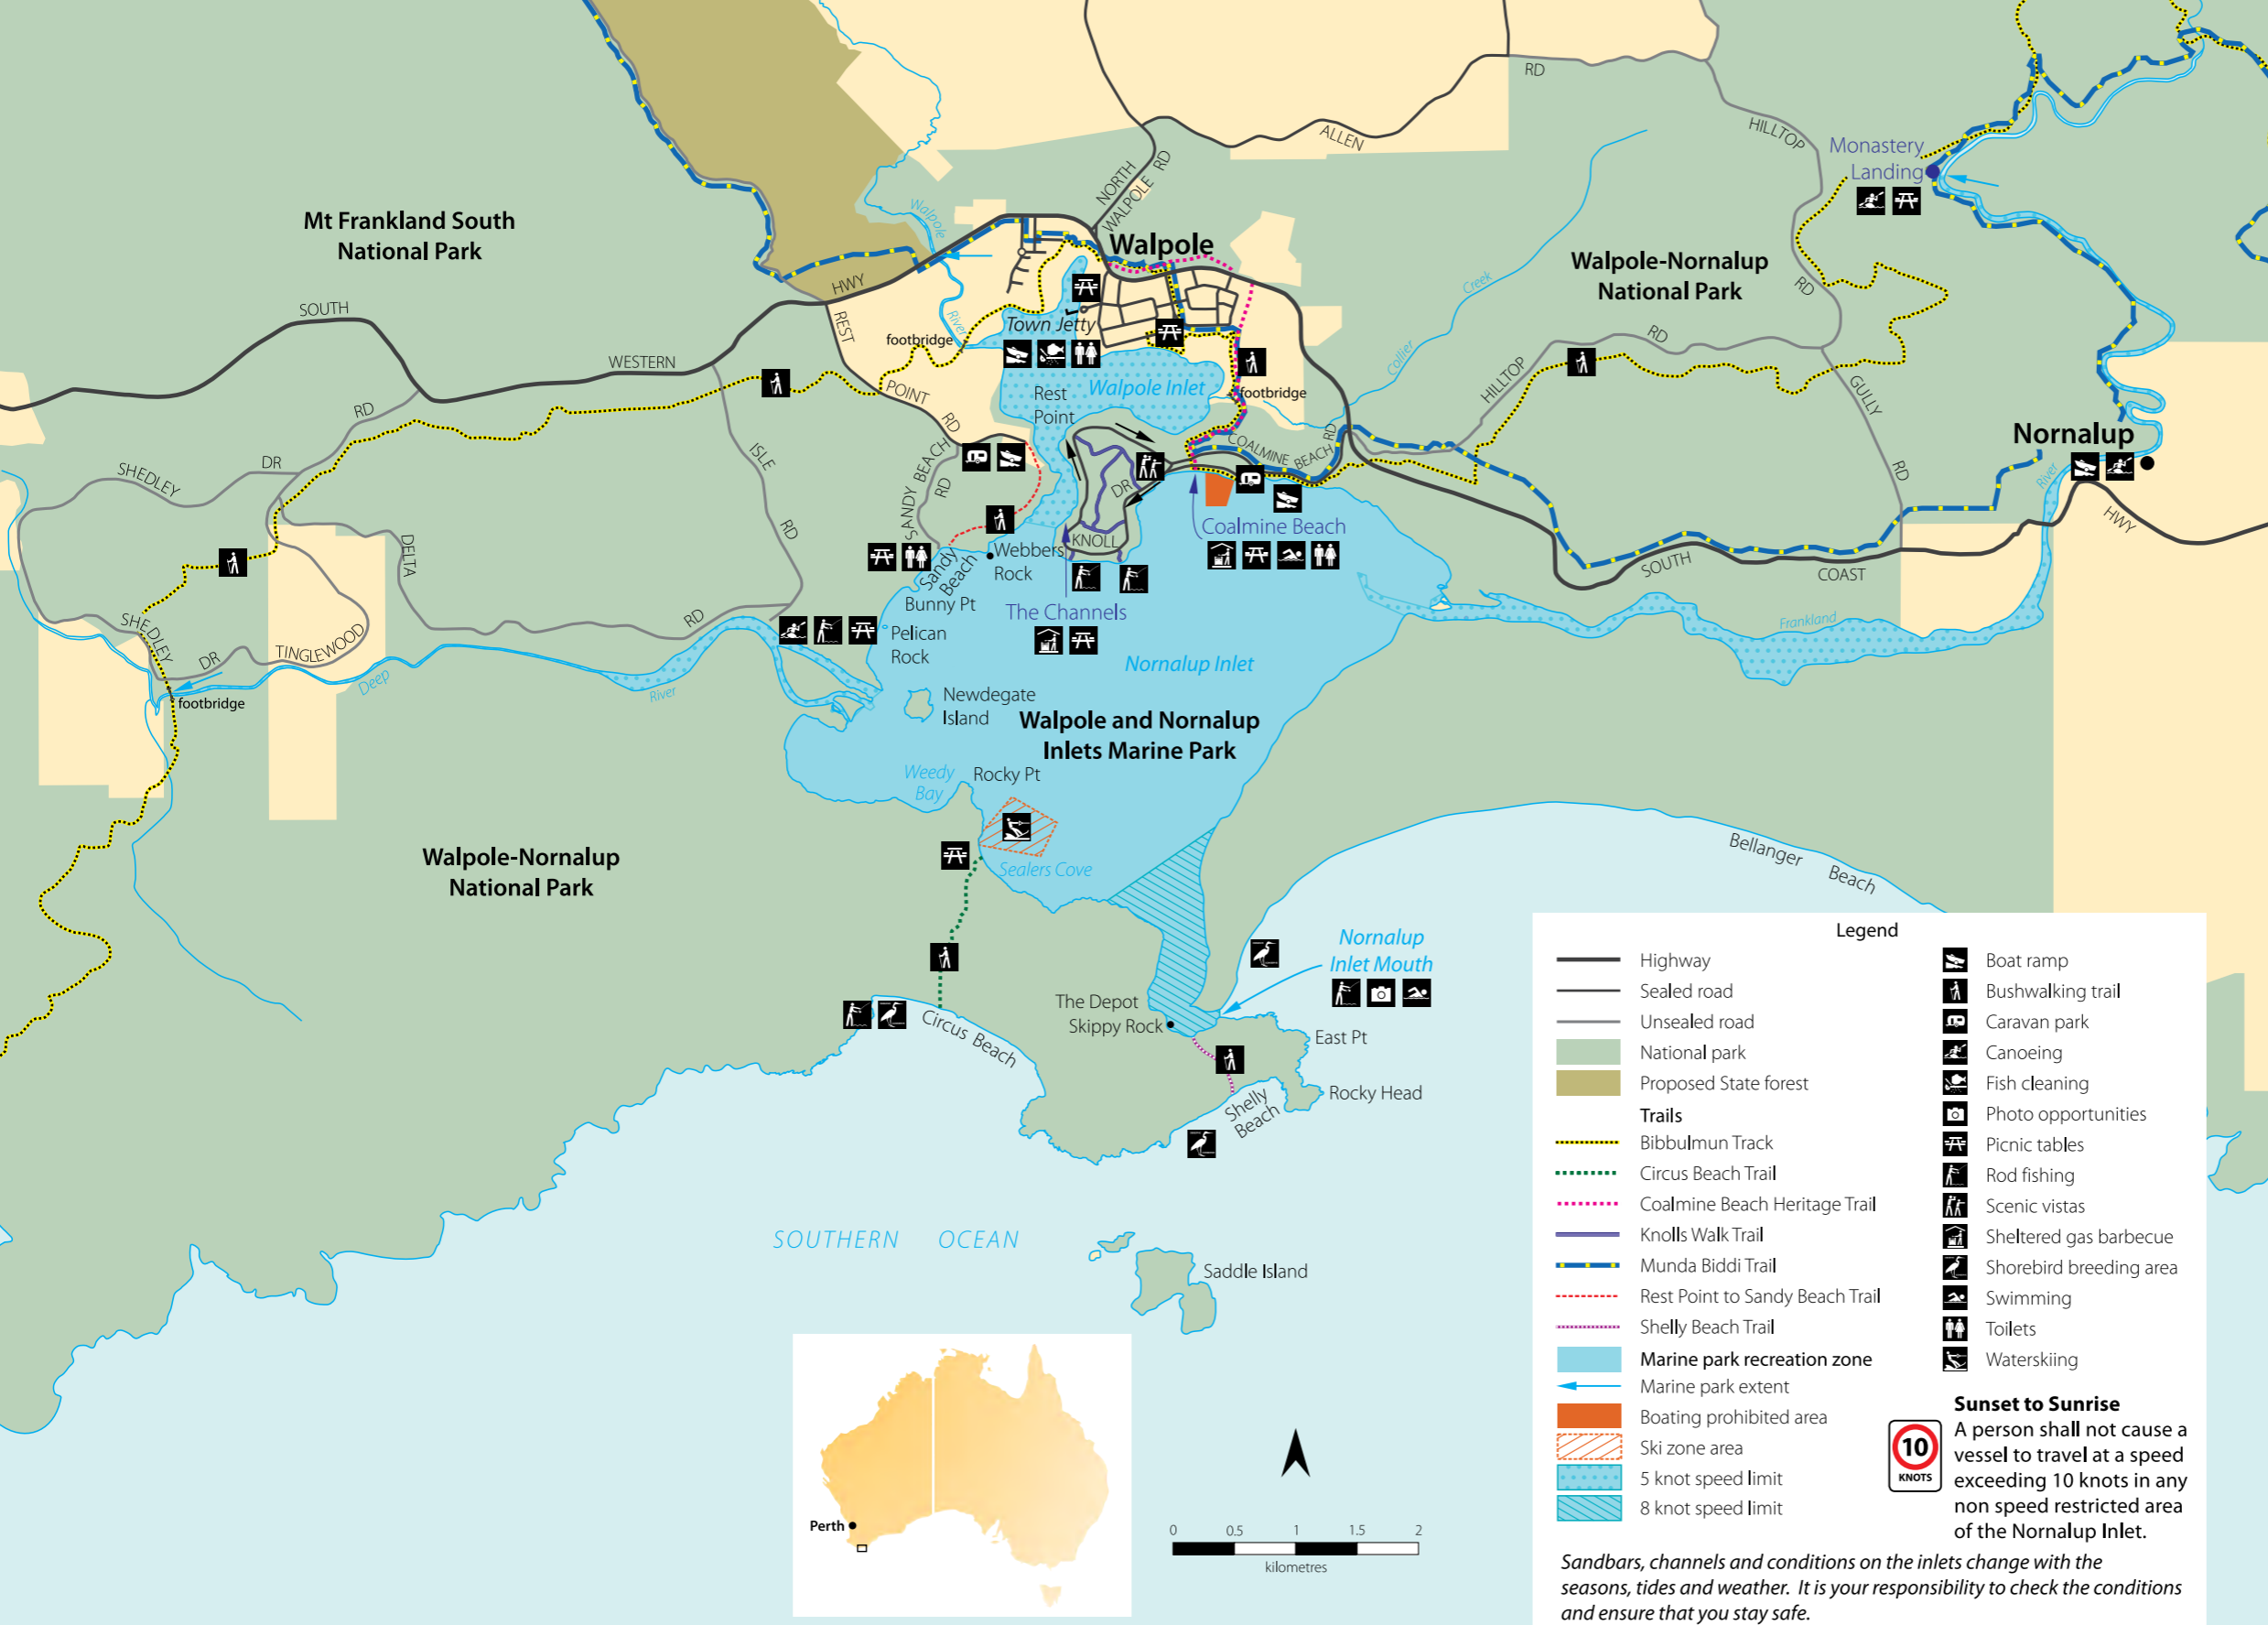 RD
HILLTOP
ALLEN
Monastery
Landing
NORTH
WALPOLE RD
Walpole
Mt Frankland South
National Park
Walpole
Walpole-Nornalup
National Park
HWY
RD
SOUTH
REST
River
Town Jetty
Creek
footbridge
WESTERN
Collier
HILLTOP
RD
POINT
RD
Rest
Point
Walpole Inlet
footbridge
GULLY
RD
RD
Nornalup
SHEDLEY
DR
ISLE
RD
SANDY BEACH
RD
COALMINE
BEACH
RD
DR
RD
River
HWY
Coalmine Beach
KNOLL
DELTA
Webbers
Rock
Sandy
Beach
SOUTH
COAST
Bunny Pt
The Channels
SHEDLEY
DR
TINGLEWOOD
RD
Pelican
Rock
Frankland
Nornalup Inlet
Deep
River
footbridge
Newdegate
Island
Walpole and Nornalup
Inlets Marine Park
Weedy
Bay
Rocky Pt
Walpole-Nornalup
National Park
Sealers Cove
Bellanger
Beach
Nornalup
Inlet Mouth
The Depot
Skippy Rock
Circus Beach
East Pt
Rocky Head
Shelly
Beach
SOUTHERN OCEAN
Saddle Island
Perth
0 0.5 1 1.5 2
kilometres
Legend
Highway
Sealed road
Unsealed road
National park
Proposed State forest
Trails
Bibbulmun Track
Circus Beach Trail
Coalmine Beach Heritage Trail
Knolls Walk Trail
Munda Biddi Trail
Rest Point to Sandy Beach Trail
Shelly Beach Trail
Marine park recreation zone
Marine park extent
Boating prohibited area
Ski zone area
5 knot speed limit
8 knot speed limit
Boat ramp
Bushwalking trail
Caravan park
Canoeing
Fish cleaning
Photo opportunities
Picnic tables
Rod fishing
Scenic vistas
Sheltered gas barbecue
Shorebird breeding area
Swimming
Toilets
Waterskiing
10
KNOTS
Sunset to Sunrise
A person shall not cause a
vessel to travel at a speed
exceeding 10 knots in any
non speed restricted area
of the Nornalup Inlet.
Sandbars, channels and conditions on the inlets change with the
seasons, tides and weather. It is your responsibility to check the conditions
and ensure that you stay safe.